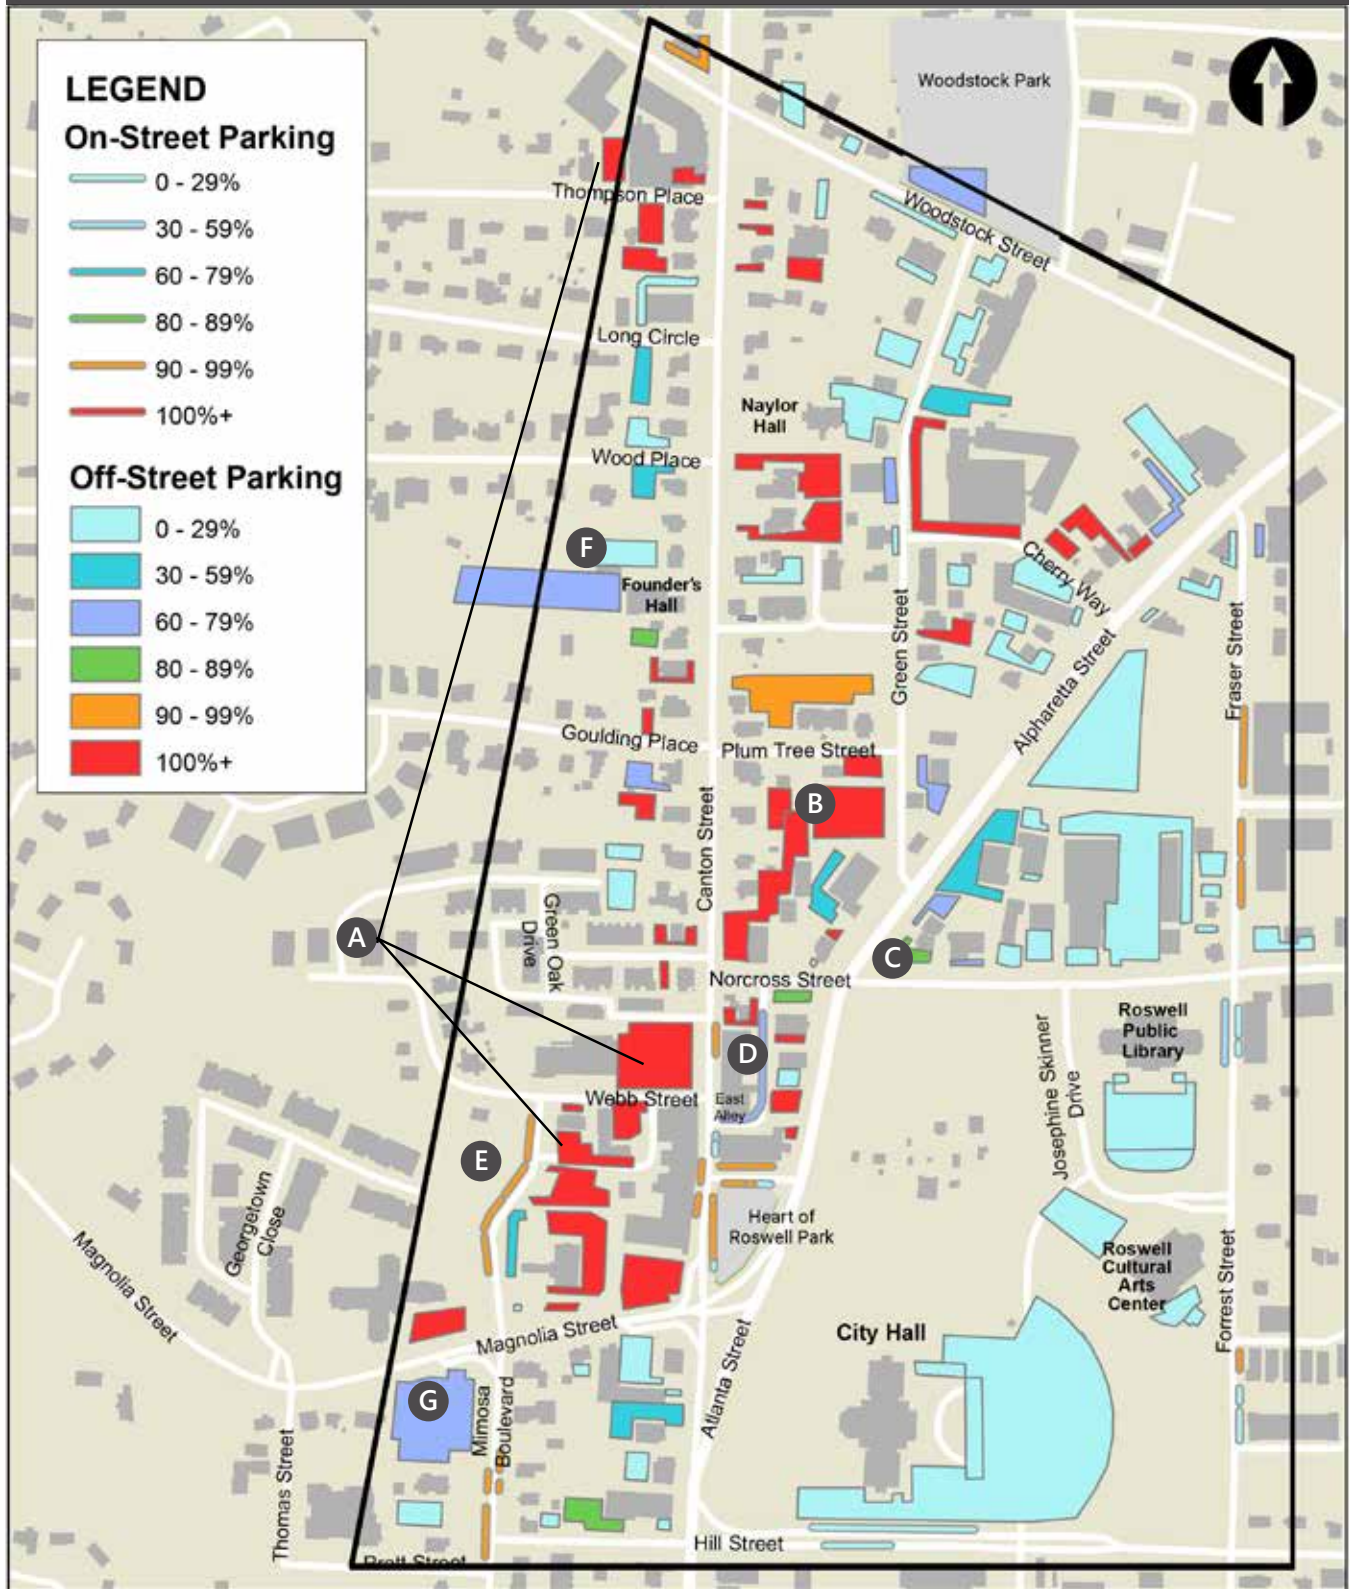 LEGEND
On-Street Parking
0 - 29%
30 - 59%
60 - 79%
80 - 89%
90 - 99%
100%+
Off-Street Parking
0 - 29%
30 - 59%
60 - 79%
80 - 89%
90 - 99%
100%+
Woodstock Park
Thompson Place
Woodstock Street
Long Circle
Naylor
Hall
Wood Place
F
Founder's
Hall
Cherry Way
Green Street
Fraser Street
Alpharetta Street
Goulding Place
Plum Tree Street
B
Canton Street
A
Green Oak
Drive
C
Norcross Street
Roswell
Public
Library
D
Josephine Skinner
Drive
Webb Street
East
Alley
E
Georgetown
Close
Heart of
Roswell Park
Magnolia Street
Roswell
Cultural
Arts
Center
Forrest Street
Magnolia Street
City Hall
Atlanta Street
G
Mimosa
Boulevard
Thomas Street
Hill Street
Pratt Street